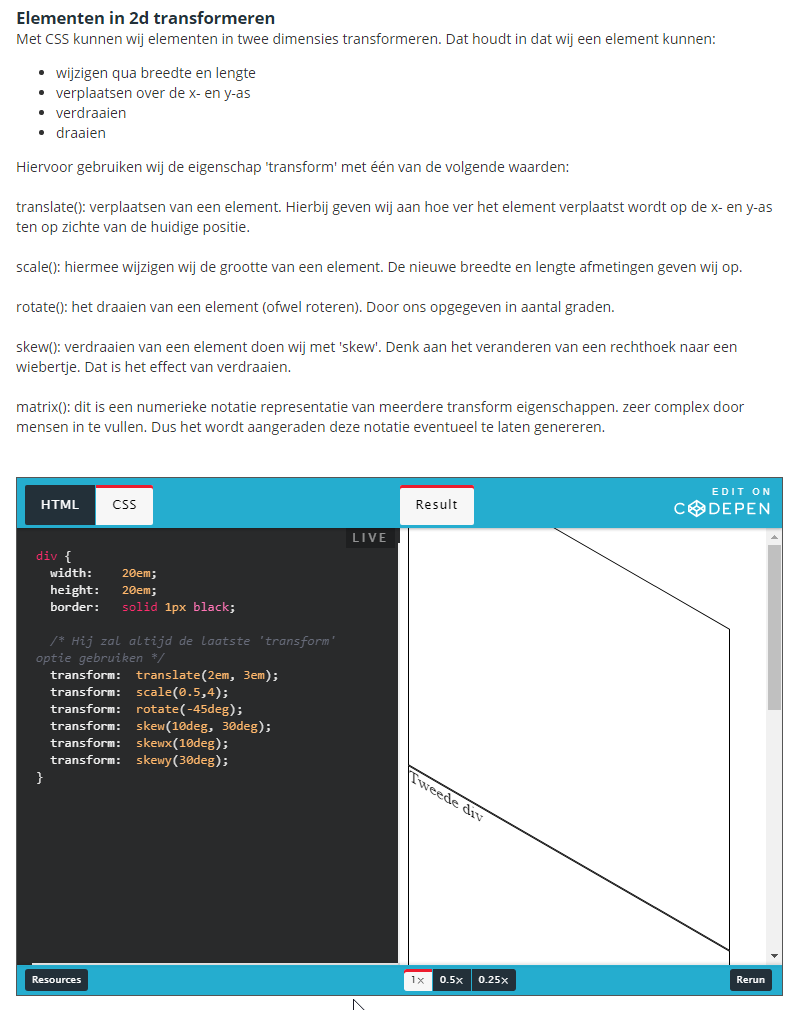 Elementen in 2d transformeren
Met CSS kunnen wij elementen in twee dimensies transformeren. Dat houdt in dat wij een element kunnen:
• wijzigen qua breedte en lengte
• verplaatsen over de x- en y-as
• verdraaien
• draaien
Hiervoor gebruiken wij de eigenschap 'transform' met één van de volgende waarden:
translate(): verplaatsen van een element. Hierbij geven wij aan hoe ver het element verplaatst wordt op de x- en y-as
ten op zichte van de huidige positie.
scale(): hiermee wijzigen wij de grootte van een element. De nieuwe breedte en lengte afmetingen geven wij op.
rotate(): het draaien van een element (ofwel roteren). Door ons opgegeven in aantal graden.
skew(): verdraaien van een element doen wij met 'skew'. Denk aan het veranderen van een rechthoek naar een
wiebertje. Dat is het effect van verdraaien.
matrix(): dit is een numerieke notatie representatie van meerdere transform eigenschappen. zeer complex door
mensen in te vullen. Dus het wordt aangeraden deze notatie eventueel te laten genereren.
HTML CSS
Result
EDIT ON
CODEPEN
LIVE
div {
width: 20em;
height: 20em;
border: solid 1px black;
/* Hij zal altijd de laatste 'transform'
optie gebruiken */
transform: translate(2em, 3em);
transform: scale(0.5,4);
transform: rotate(-45deg);
transform: skew(10deg, 30deg);
transform: skewx(10deg);
transform: skewy(30deg);
}
Tweede div
Resources
1x 0.5x 0.25x
Rerun